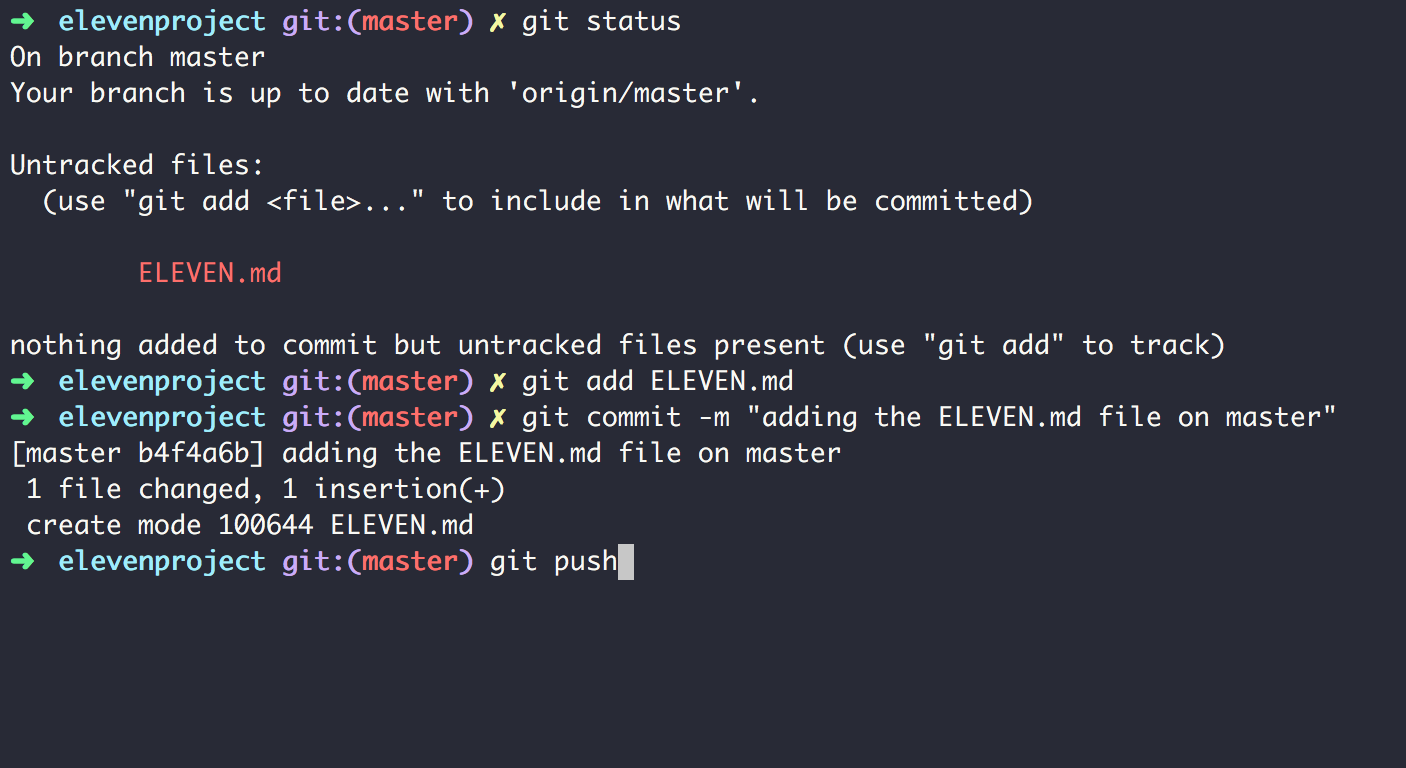 ➜  elevenproject git:(master) ✗ git status
On branch master
Your branch is up to date with 'origin/master'.
Untracked files:
  (use "git add <file>..." to include in what will be committed)
        ELEVEN.md
nothing added to commit but untracked files present (use "git add" to track)
➜  elevenproject git:(master) ✗ git add ELEVEN.md
➜  elevenproject git:(master) ✗ git commit -m "adding the ELEVEN.md file on master"
[master b4f4a6b] adding the ELEVEN.md file on master
 1 file changed, 1 insertion(+)
 create mode 100644 ELEVEN.md
➜  elevenproject git:(master) git push